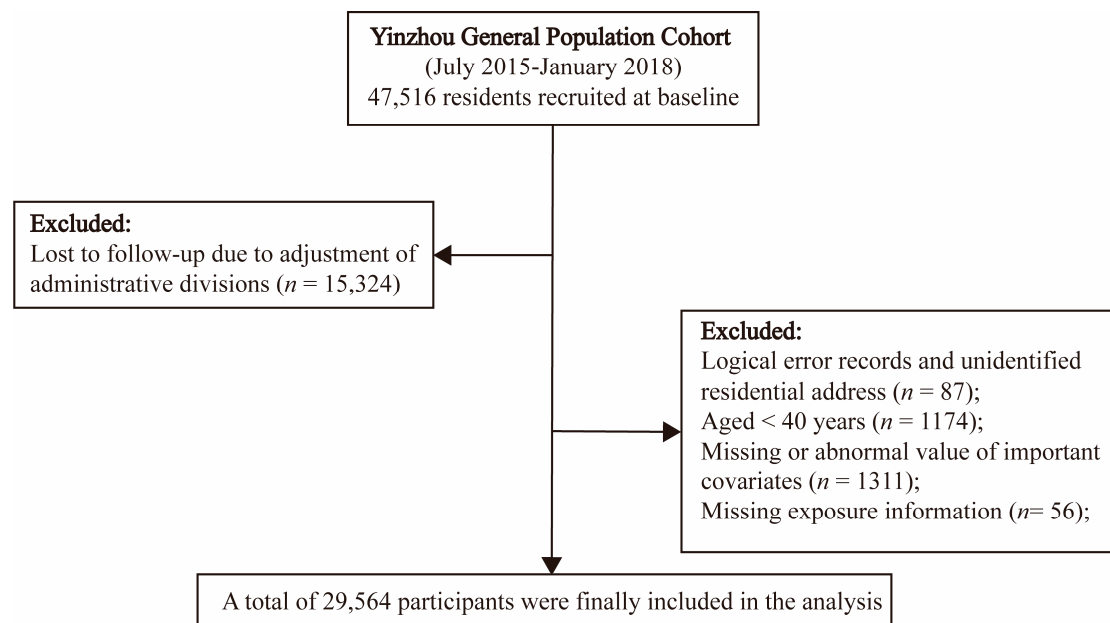 Yinzhou General Population Cohort
(July 2015-January 2018)
47,516 residents recruited at baseline
Excluded:
Lost to follow-up due to adjustment of
administrative divisions (n = 15,324)
Excluded:
Logical error records and unidentified
residential address (n = 87);
Aged < 40 years (n = 1174);
Missing or abnormal value of important
covariates (n = 1311);
Missing exposure information (n= 56);
A total of 29,564 participants were finally included in the analysis